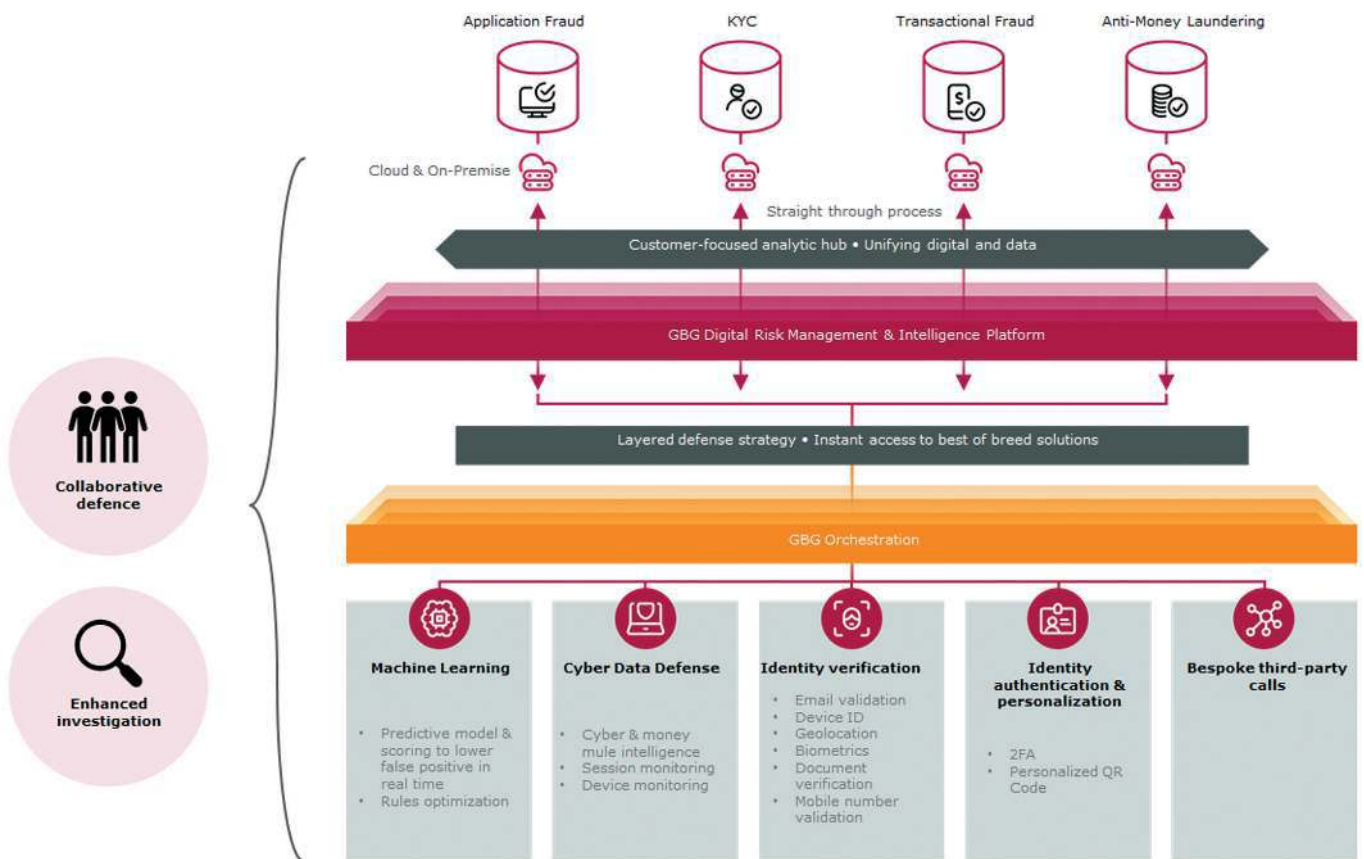 Application Fraud
KYC
Transactional Fraud
Anti-Money Laundering
Cloud & On-Premise
Straight through process
Customer-focused analytic hub • Unifying digital and data
GBG Digital Risk Management & Intelligence Platform
Collaborative
defence
Layered defense strategy • Instant access to best of breed solutions
GBG Orchestration
Enhanced
investigation
Machine Learning
• Predictive model &
scoring to lower
false positive in
real time
• Rules optimization
Cyber Data Defense
• Cyber & money
mule intelligence
• Session monitoring
• Device monitoring
Identity verification
• Email validation
• Device ID
• Geolocation
• Biometrics
• Document
verification
• Mobile number
validation
Identity
authentication &
personalization
• 2FA
• Personalized QR
Code
Bespoke third-party
calls